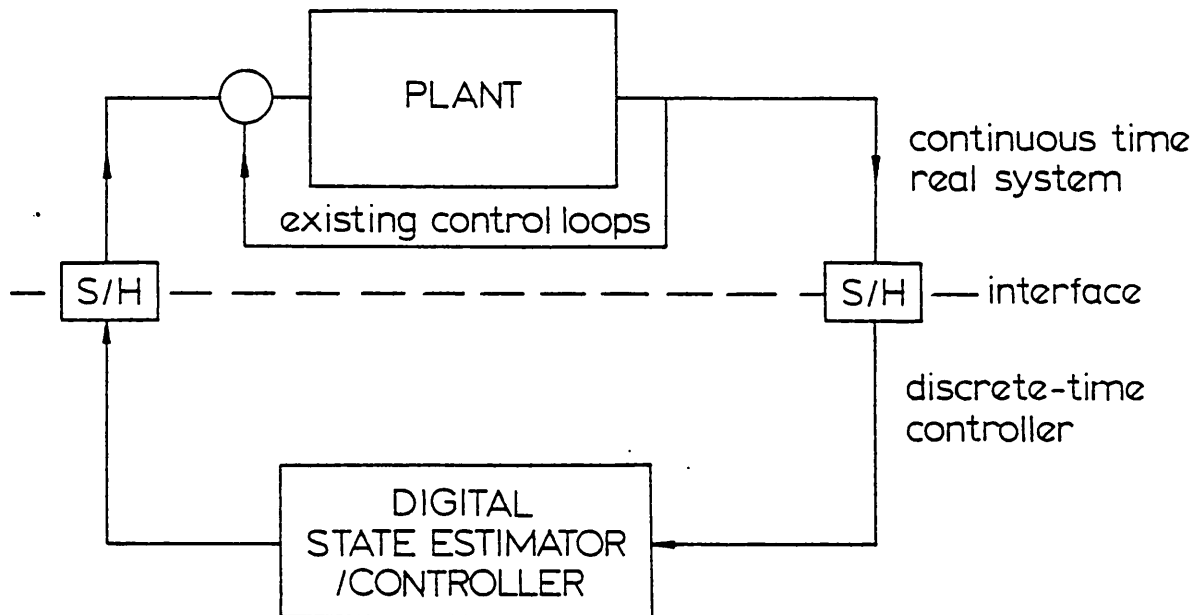 PLANT
continuous time
real system
existing control loops
S/H
S/H
interface
discrete-time
controller
DIGITAL
STATE ESTIMATOR
/CONTROLLER